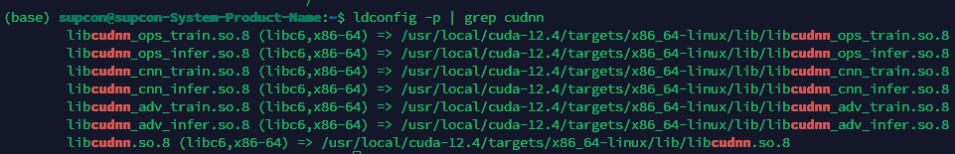 (base) supcon@supcon-System-Product-Name:~$ ldconfig -p | grep cudnn
libcudnn_ops_train.so.8 (libc6,x86-64) => /usr/local/cuda-12.4/targets/x86_64-linux/lib/libcudnn_ops_train.so.8
libcudnn_ops_infer.so.8 (libc6,x86-64) => /usr/local/cuda-12.4/targets/x86_64-linux/lib/libcudnn_ops_infer.so.8
libcudnn_cnn_train.so.8 (libc6,x86-64) => /usr/local/cuda-12.4/targets/x86_64-linux/lib/libcudnn_cnn_train.so.8
libcudnn_cnn_infer.so.8 (libc6,x86-64) => /usr/local/cuda-12.4/targets/x86_64-linux/lib/libcudnn_cnn_infer.so.8
libcudnn_adv_train.so.8 (libc6,x86-64) => /usr/local/cuda-12.4/targets/x86_64-linux/lib/libcudnn_adv_train.so.8
libcudnn_adv_infer.so.8 (libc6,x86-64) => /usr/local/cuda-12.4/targets/x86_64-linux/lib/libcudnn_adv_infer.so.8
libcudnn.so.8 (libc6,x86-64) => /usr/local/cuda-12.4/targets/x86_64-linux/lib/libcudnn.so.8